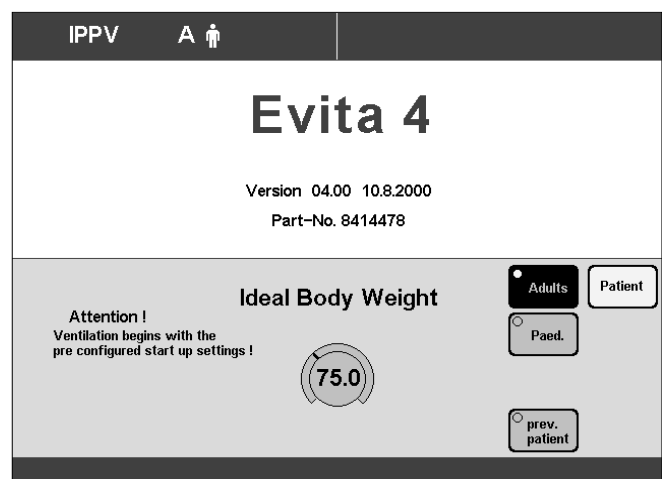 IPPV A
Evita 4
Version 04.00 10.8.2000
Part-No. 8414478
Ideal Body Weight
Attention !
Ventilation begins with the
pre configured start up settings !
75.0
Adults
Patient
Paed.
prev.
patient